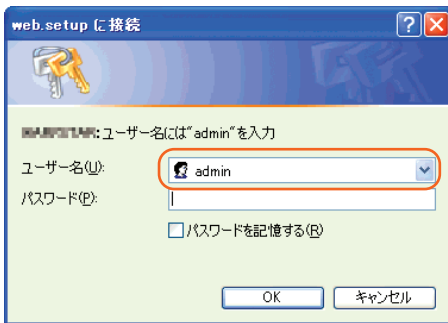 web.setup に接続
:ユーザー名には"admin"を入力
ユーザー名(U):
admin
パスワード(P):
パスワードを記憶する(R)
OK
キャンセル